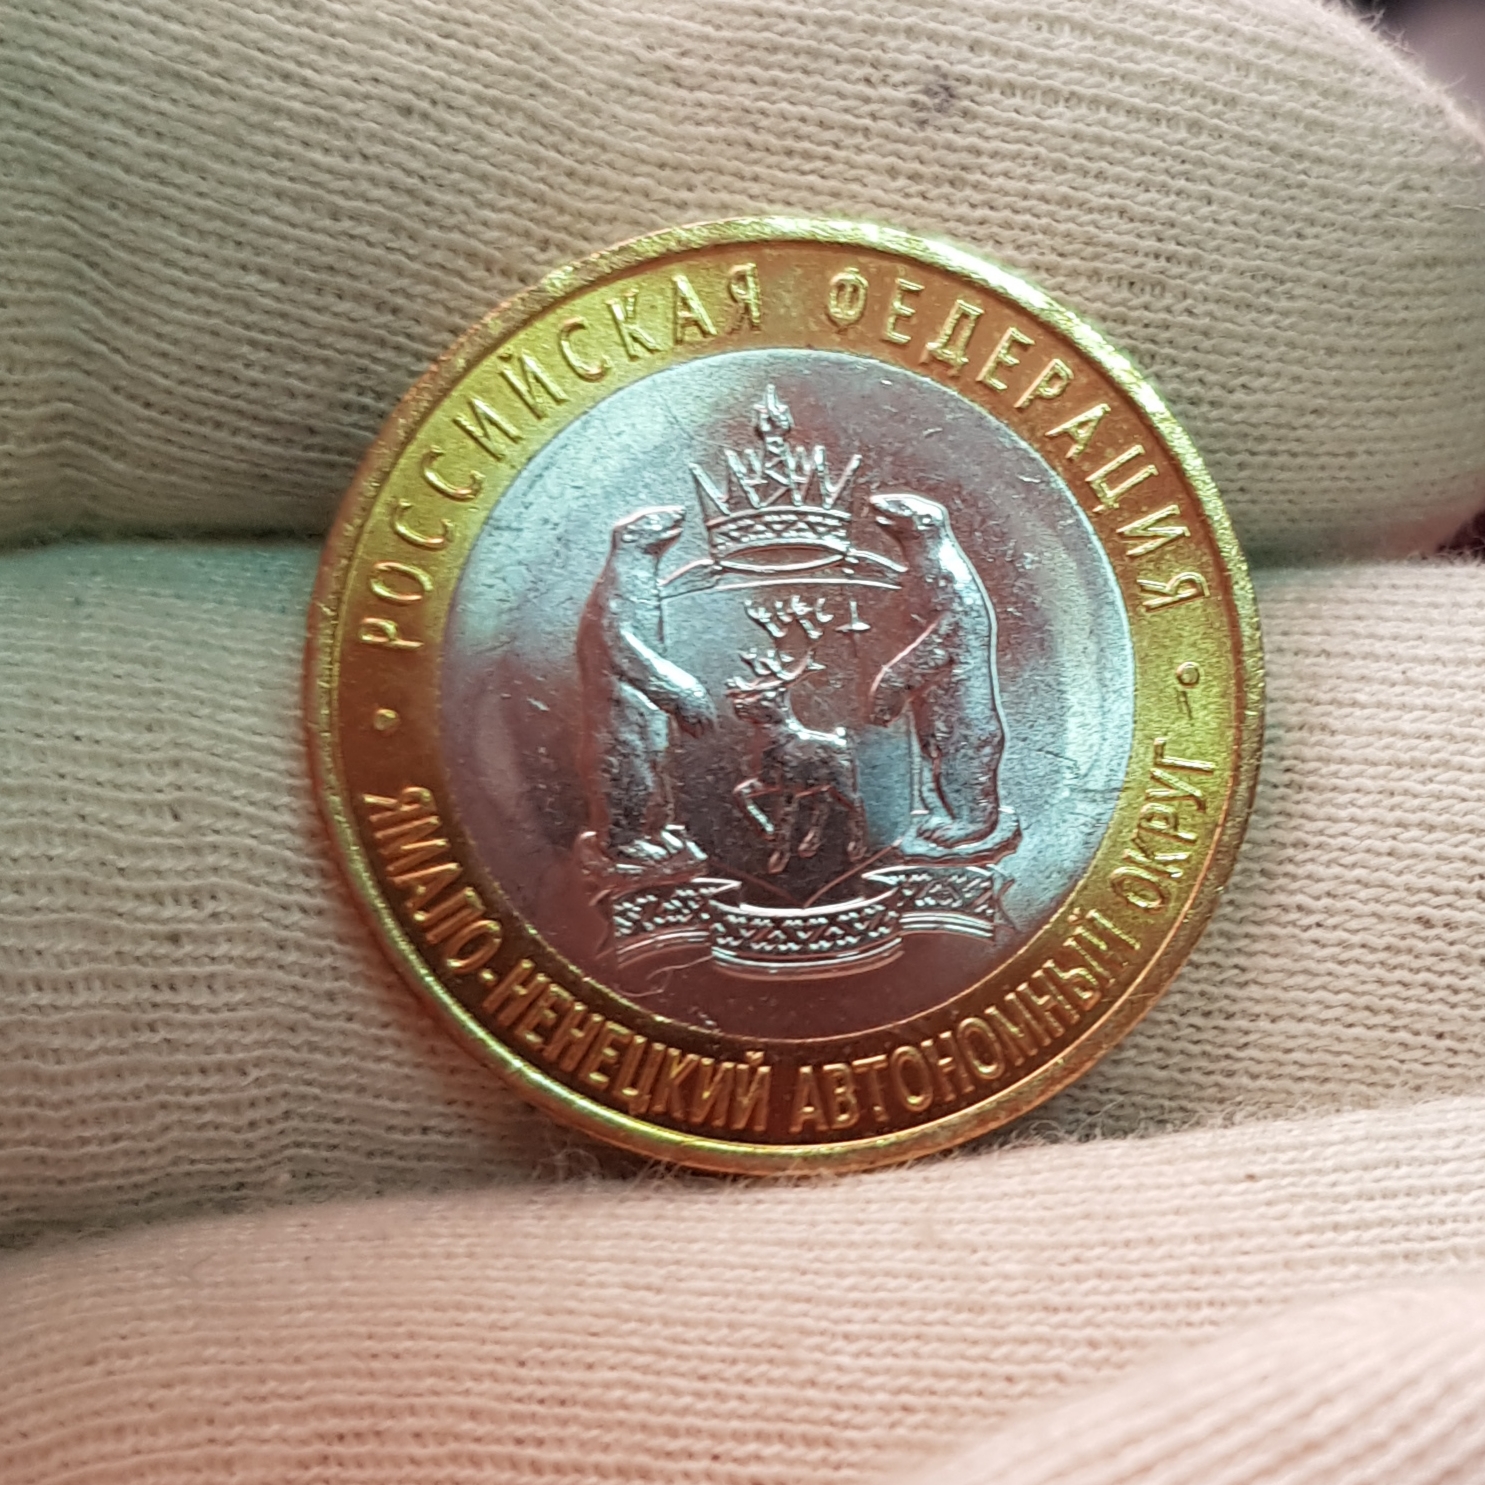 РОССИЙСКАЯ ФЕДЕРАЦИЯ
ЯМАЛО-НЕНЕЦКИЙ АВТОНОМНЫЙ ОКРУГ